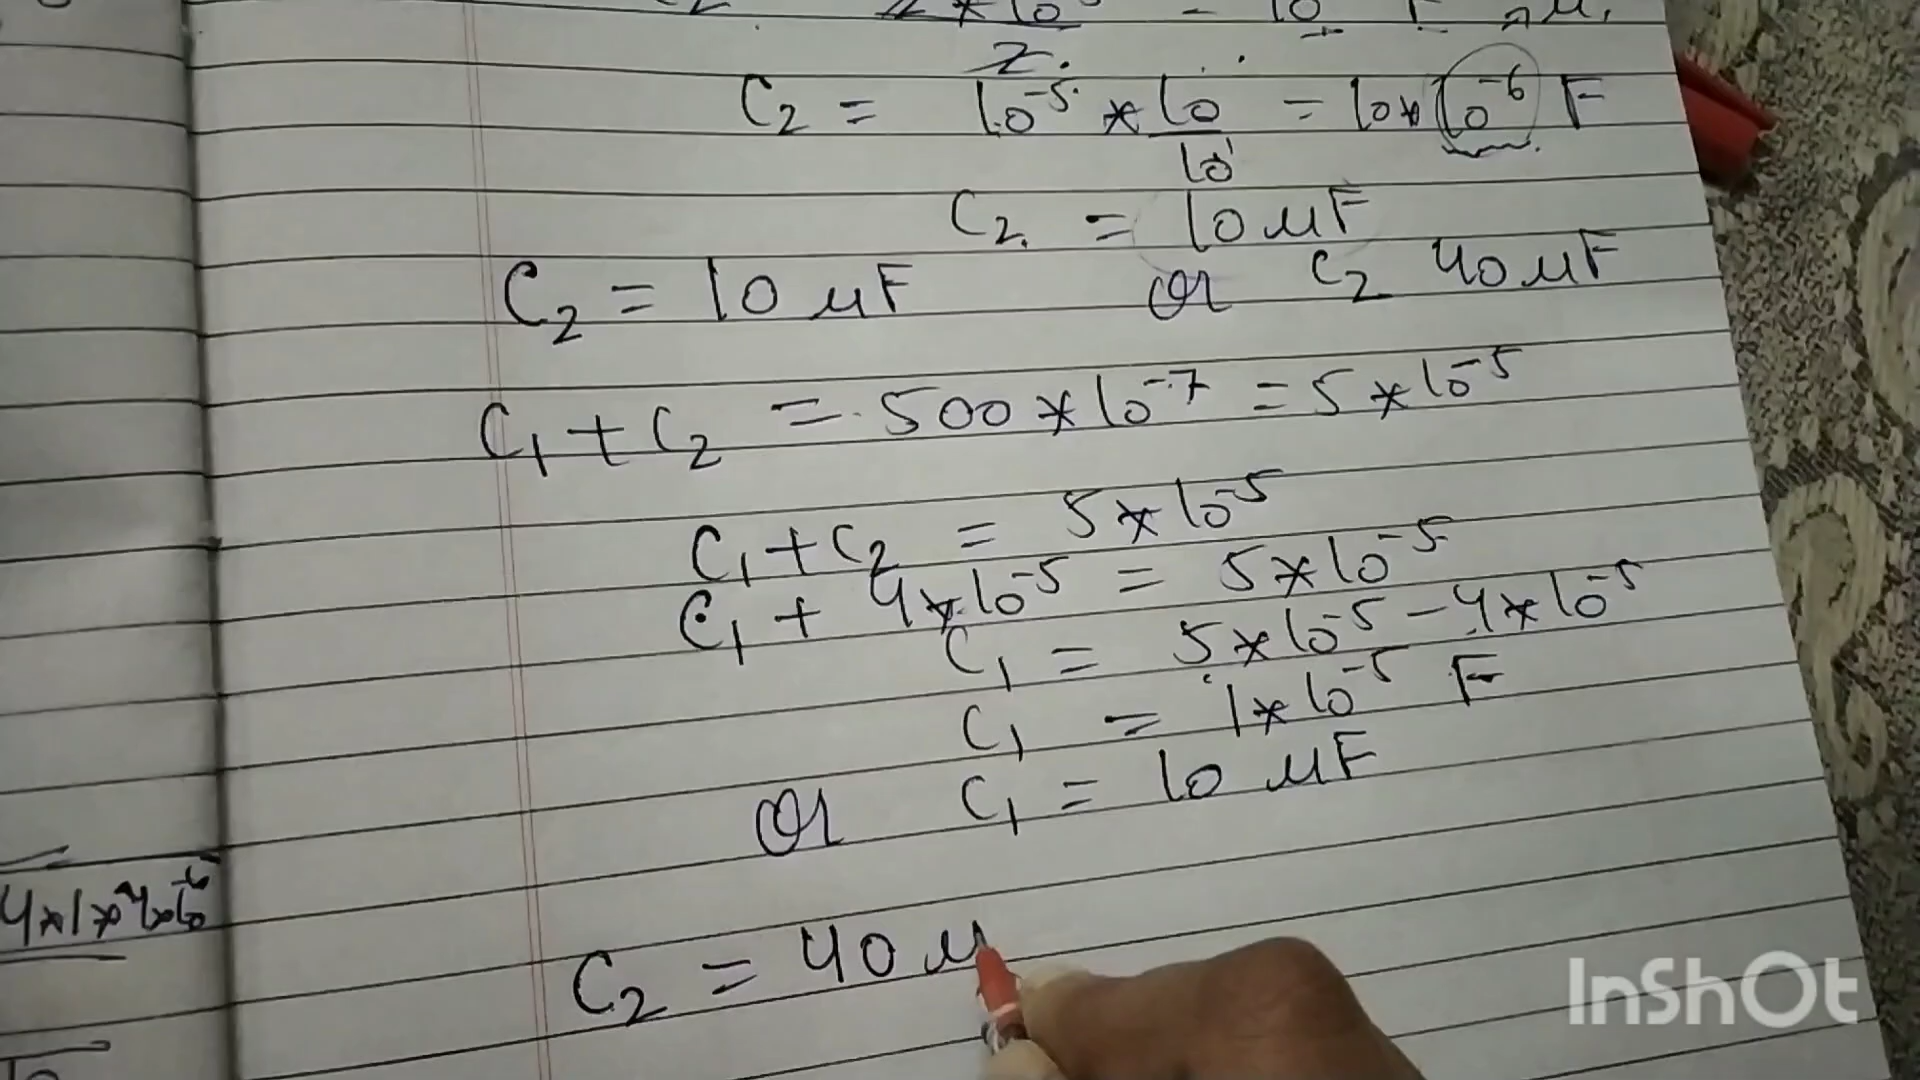 2.
C₂ = 10⁻⁵ * 10 = 10 * 10⁻⁶ F
10¹
C₂ = 10 μF
C₂ = 10 μF or C₂ 40 μF
C₁ + C₂ = 500 * 10⁻⁷ = 5 * 10⁻⁵
C₁ + C₂ = 5 * 10⁻⁵
C₁ + 4 * 10⁻⁵ = 5 * 10⁻⁵
C₁ = 5 * 10⁻⁵ - 4 * 10⁻⁵
C₁ = 1 * 10⁻⁵ F
or C₁ = 10 μF
C₂ = 40 μ
InShOt